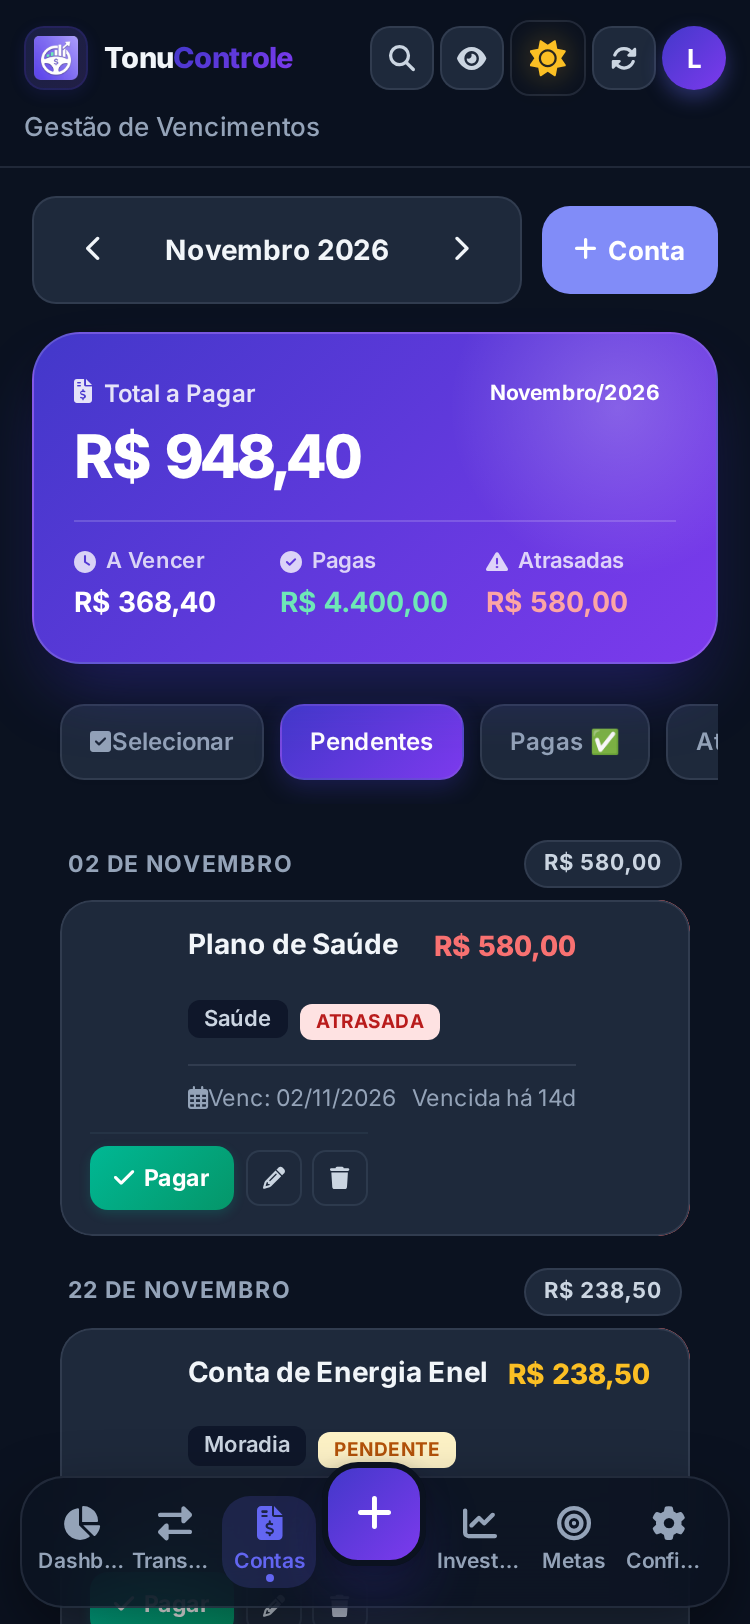 TonuControle
L
Gestão de Vencimentos
Novembro 2026
+ Conta
Total a Pagar
Novembro/2026
R$ 948,40
A Vencer
Pagas
Atrasadas
R$ 368,40
R$ 4.400,00
R$ 580,00
Selecionar
Pendentes
Pagas ✅
At
02 DE NOVEMBRO
R$ 580,00
Plano de Saúde
R$ 580,00
Saúde
ATRASADA
Venc: 02/11/2026
Vencida há 14d
Pagar
22 DE NOVEMBRO
R$ 238,50
Conta de Energia Enel
R$ 238,50
Moradia
PENDENTE
Dashb...
Trans...
Contas
Invest...
Metas
Confi...
Pagar